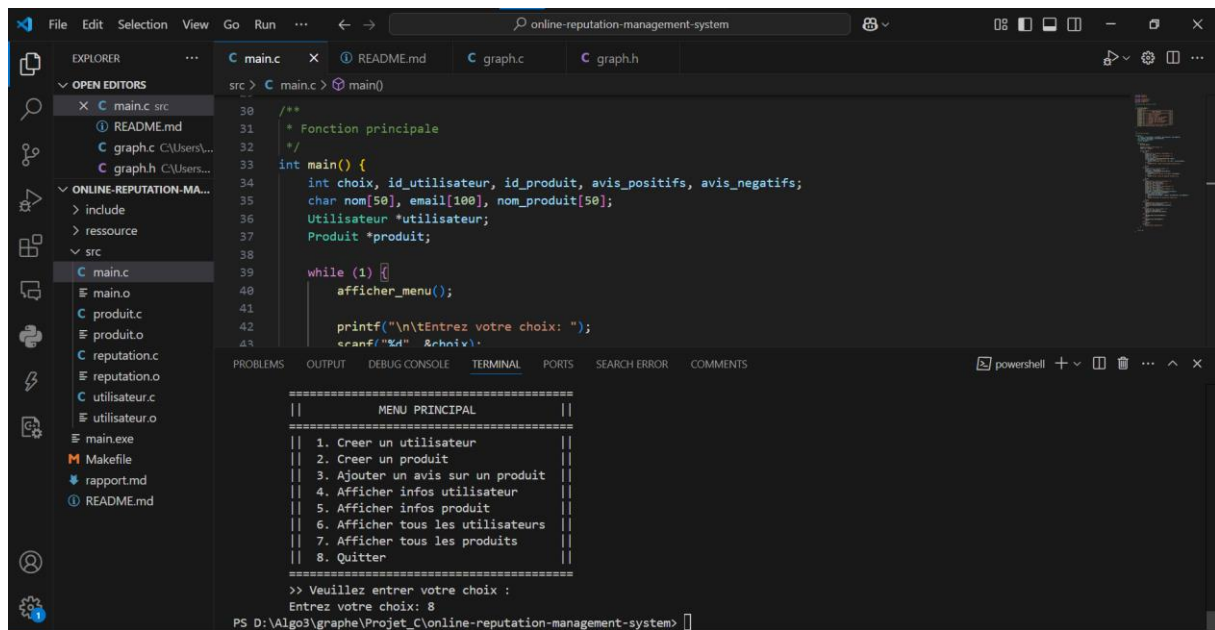 File Edit Selection View Go Run ··· online-reputation-management-system
EXPLORER ···
OPEN EDITORS
main.c src
README.md
graph.c C:\Users\...
graph.h C:\Users...
ONLINE-REPUTATION-MA...
include
ressource
src
main.c
main.o
produit.c
produit.o
reputation.c
reputation.o
utilisateur.c
utilisateur.o
main.exe
Makefile
rapport.md
README.md
main.c README.md graph.c graph.h
src > main.c > main()
30 /**
31 * Fonction principale
32 */
33 int main() {
34 int choix, id_utilisateur, id_produit, avis_positifs, avis_negatifs;
35 char nom[50], email[100], nom_produit[50];
36 Utilisateur *utilisateur;
37 Produit *produit;
38
39 while (1) {
40 afficher_menu();
41
42 printf("\n\tEntrez votre choix: ");
43 scanf("%d", &choix);
PROBLEMS OUTPUT DEBUG CONSOLE TERMINAL PORTS SEARCH ERROR COMMENTS powershell
=========================================
|| MENU PRINCIPAL ||
=========================================
|| 1. Creer un utilisateur ||
|| 2. Creer un produit ||
|| 3. Ajouter un avis sur un produit ||
|| 4. Afficher infos utilisateur ||
|| 5. Afficher infos produit ||
|| 6. Afficher tous les utilisateurs ||
|| 7. Afficher tous les produits ||
|| 8. Quitter ||
=========================================
>> Veuillez entrer votre choix :
Entrez votre choix: 8
PS D:\Algo3\graphe\Projet_C\online-reputation-management-system>
1